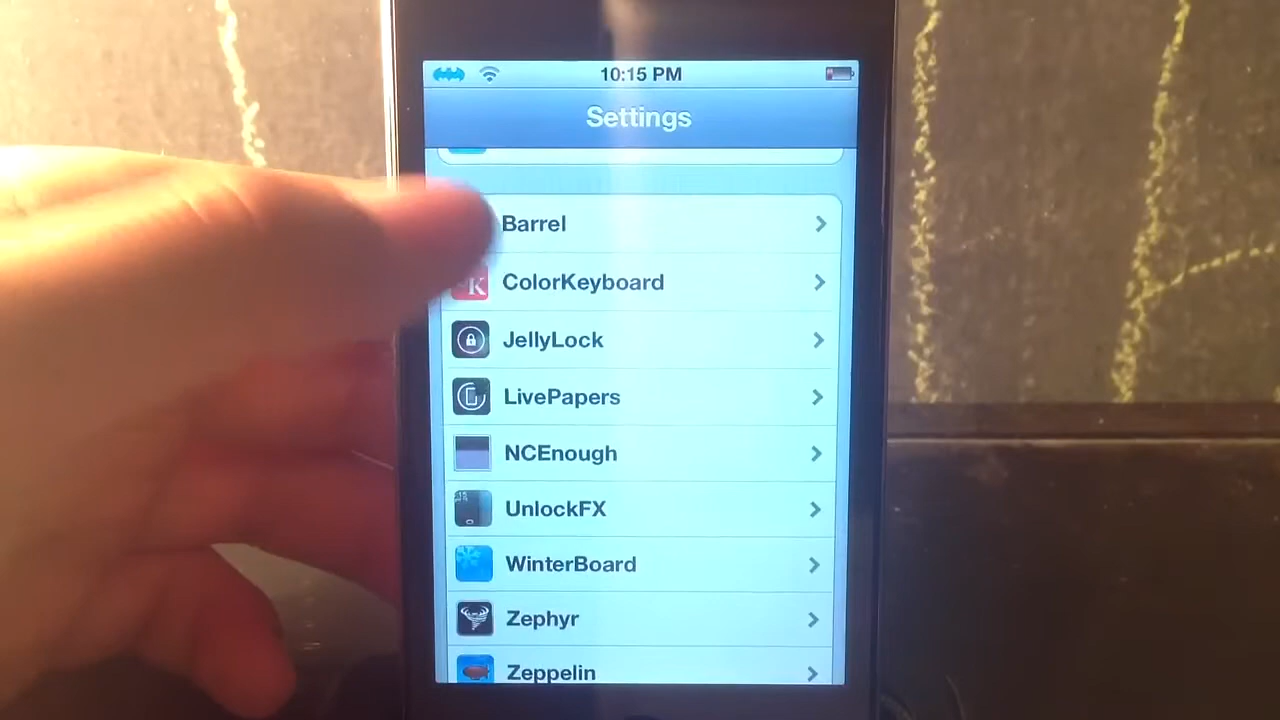 10:15 PM
Settings
Barrel
K
ColorKeyboard
JellyLock
LivePapers
NCEnough
UnlockFX
WinterBoard
Zephyr
Zeppelin